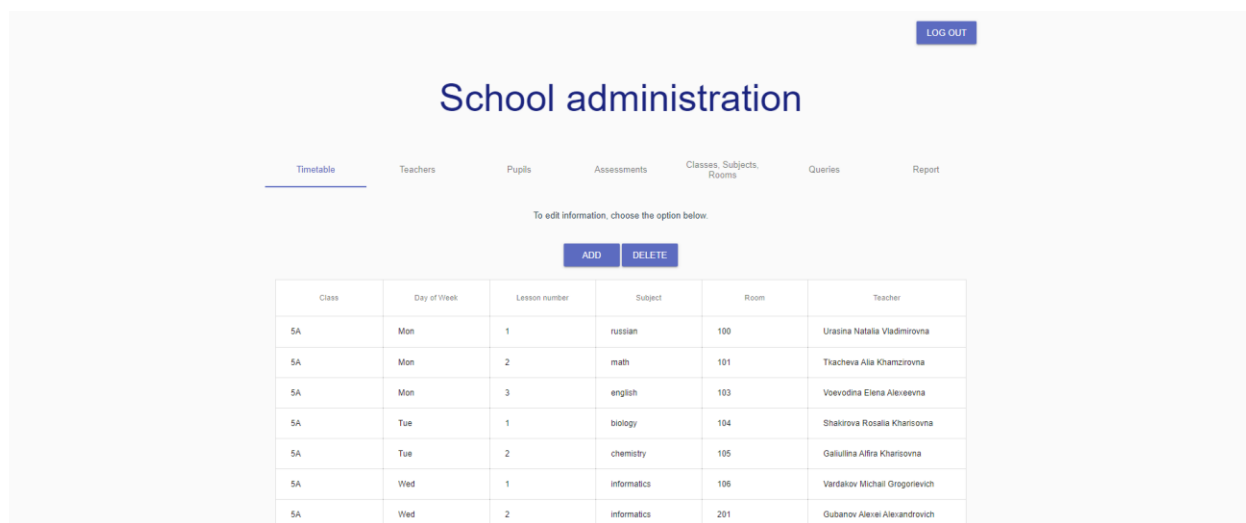 LOG OUT
School administration
Timetable Teachers Pupils Assessments Classes, Subjects, Rooms Queries Report
To edit information, choose the option below.
ADD DELETE
Class Day of Week Lesson number Subject Room Teacher
5A Mon 1 russian 100 Urasina Natalia Vladimirovna
5A Mon 2 math 101 Tkacheva Alia Khamzirovna
5A Mon 3 english 103 Voevodina Elena Alexeevna
5A Tue 1 biology 104 Shakirova Rosalia Kharisovna
5A Tue 2 chemistry 105 Galiullina Alfira Kharisovna
5A Wed 1 informatics 106 Vardakov Michail Grogorievich
5A Wed 2 informatics 201 Gubanov Alexei Alexandrovich